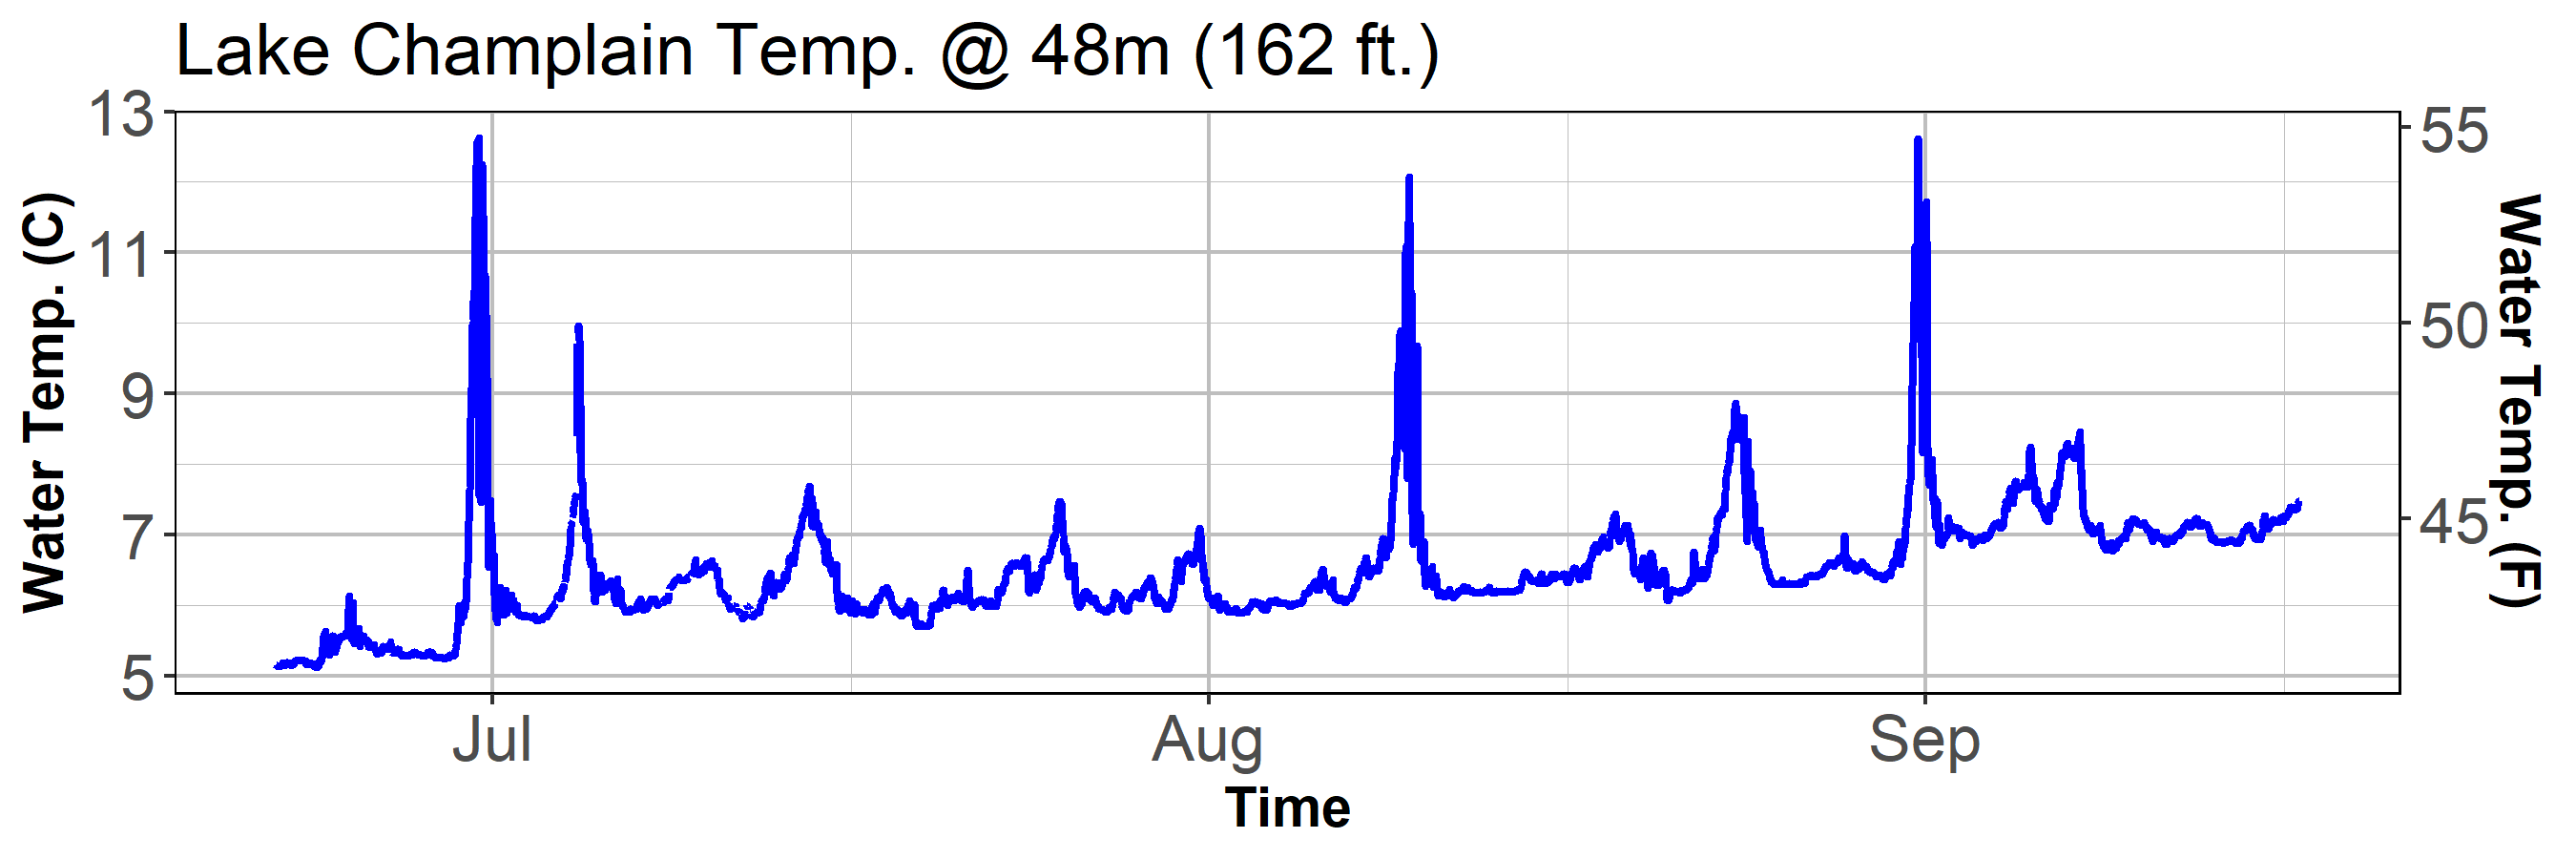 Lake Champlain Temp. @ 48m (162 ft.)
Water Temp. (C)
13
11
9
7
5
55
50
45
Water Temp. (F)
Jul Aug Sep
Time